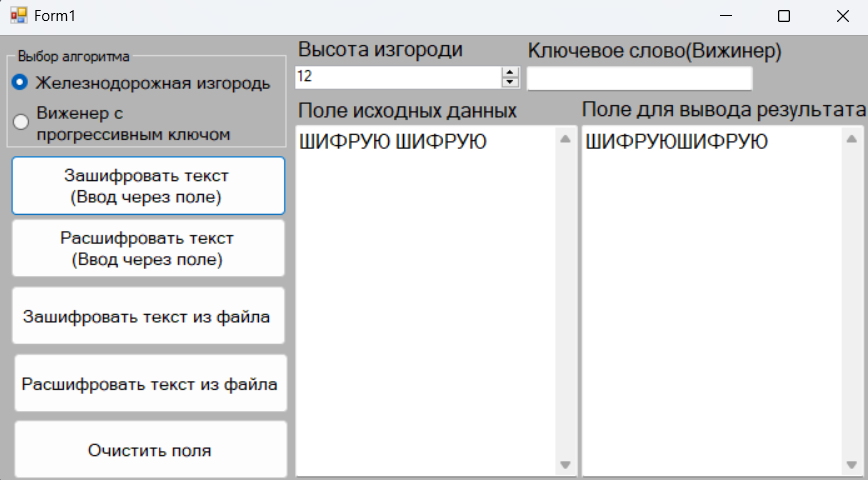 Form1
Выбор алгоритма
Железнодорожная изгородь
Виженер с
прогрессивным ключом
Зашифровать текст
(Ввод через поле)
Расшифровать текст
(Ввод через поле)
Зашифровать текст из файла
Расшифровать текст из файла
Очистить поля
Высота изгороди
12
Ключевое слово(Вижинер)
Поле исходных данных
ШИФРУЮ ШИФРУЮ
Поле для вывода результата
ШИФРУЮШИФРУЮ